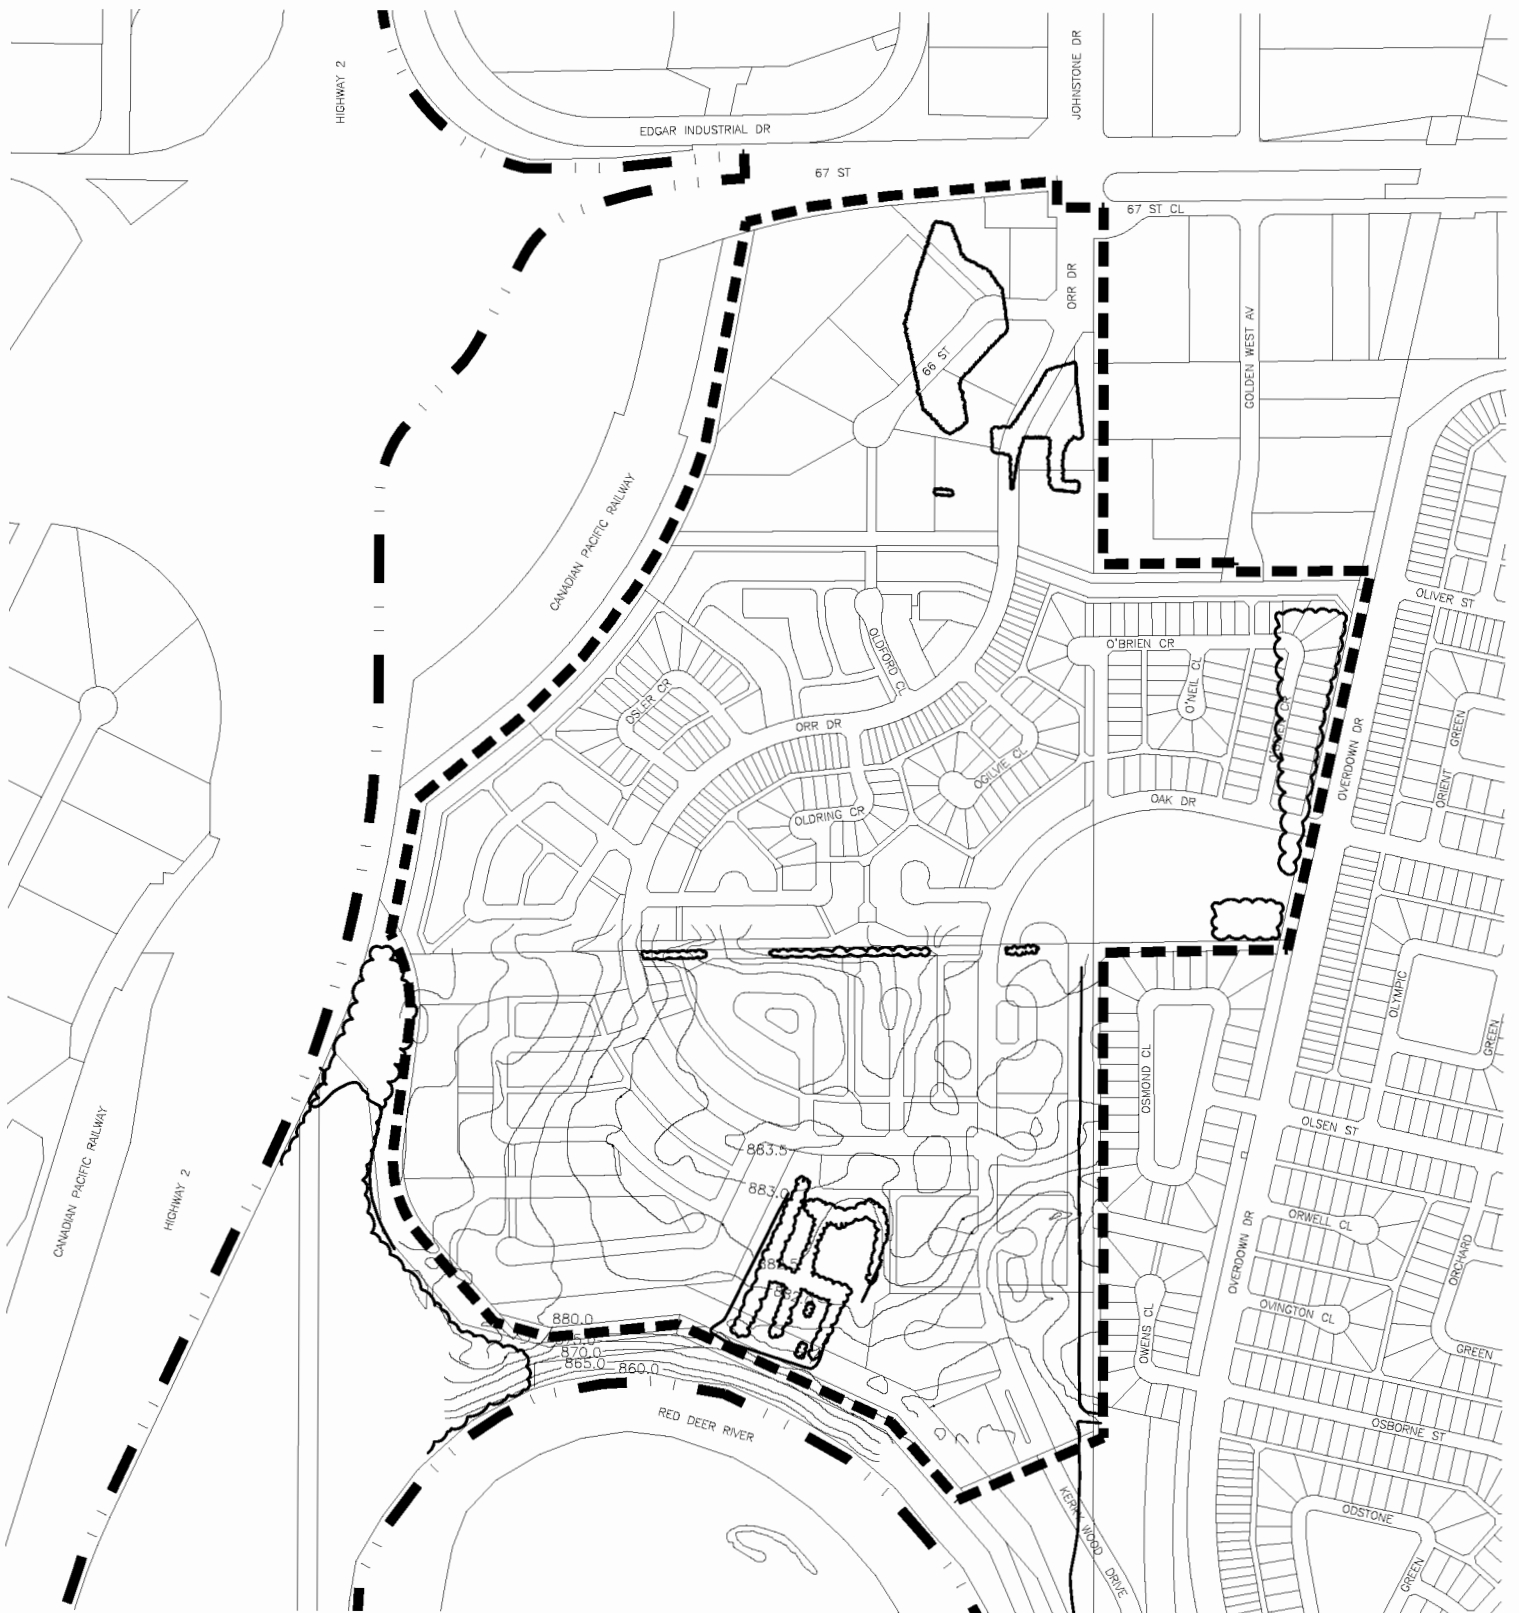 HIGHWAY 2
JOHNSTONE DR
EDGAR INDUSTRIAL DR
67 ST
67 ST CL
ORR DR
GOLDEN WEST AV
66 ST
CANADIAN PACIFIC RAILWAY
OLIVER ST
O'BRIEN CR
OLDFORD CL
O'NEIL CL
OSLER CR
ORR DR
GREEN
OVERDOWN DR
OGILVIE CL
ORIENT
OAK DR
OLDRING CR
OLYMPIC
GREEN
OSMOND CL
OLSEN ST
883.5
CANADIAN PACIFIC RAILWAY
HIGHWAY 2
883.0
ORWELL CL
OVERDOWN DR
ORCHARD
OVINGTON CL
880.0
OWENS CL
870.0
865.0
860.0
GREEN
RED DEER RIVER
OSBORNE ST
KERRY WOOD DRIVE
ODSTONE
GREEN